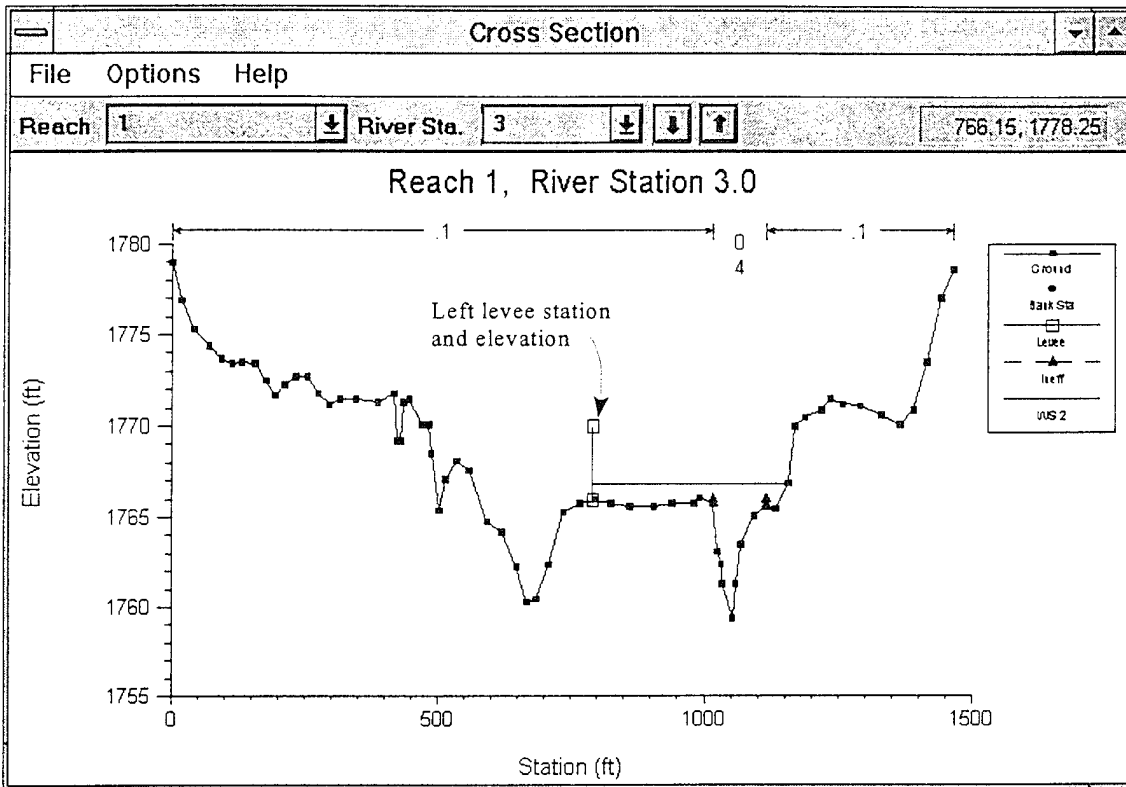 Cross Section
File Options Help
Reach 1 River Sta. 3 766.15, 1778.25
Reach 1, River Station 3.0
.1
0
4
.1
1780
1775
1770
1765
1760
1755
Elevation (ft)
Left levee station
and elevation
0
500
1000
1500
Station (ft)
Ground
Bank Sta
Levee
Ineff
WS 2